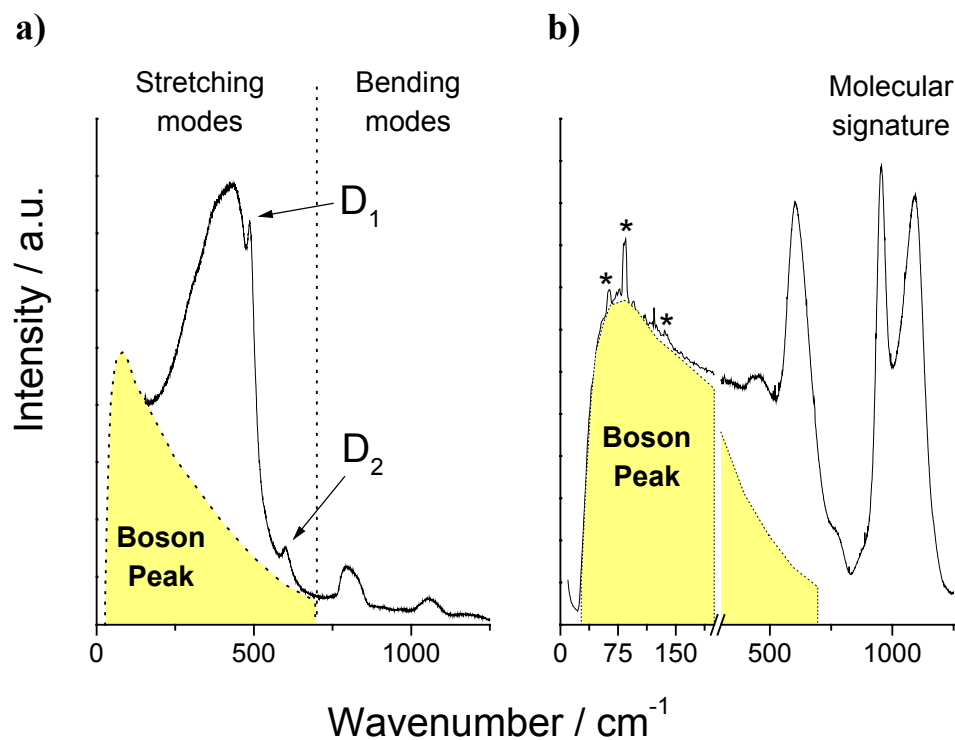 a)
Stretching modes
Bending modes
D₁
D₂
Boson
Peak
0
500
1000
Intensity / a.u.
b)
Molecular
signature
*
*
*
Boson
Peak
0
75
150
500
1000
Wavenumber / cm⁻¹